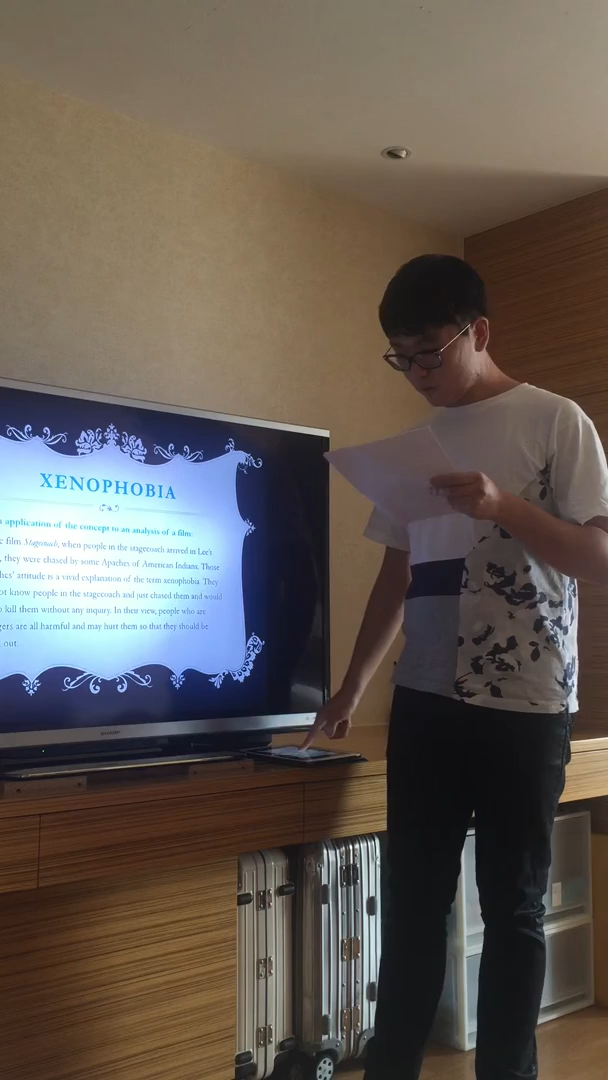 XENOPHOBIA
application of the concept to an analysis of a film:
film Stagecoach, when people in the stagecoach arrived in Lee's
, they were chased by some Apaches of American Indians. Those
hes' attitude is a vivid explanation of the term xenophobia. They
ot know people in the stagecoach and just chased them and would
o kill them without any inquiry. In their view, people who are
gers are all harmful and may hurt them so that they should be
out.
SHARP